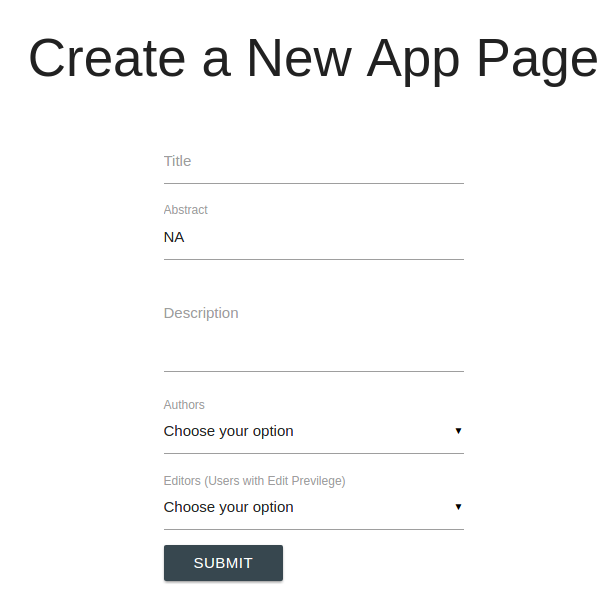 Create a New App Page
Title
Abstract
NA
Description
Authors
Choose your option
Editors (Users with Edit Previlege)
Choose your option
SUBMIT